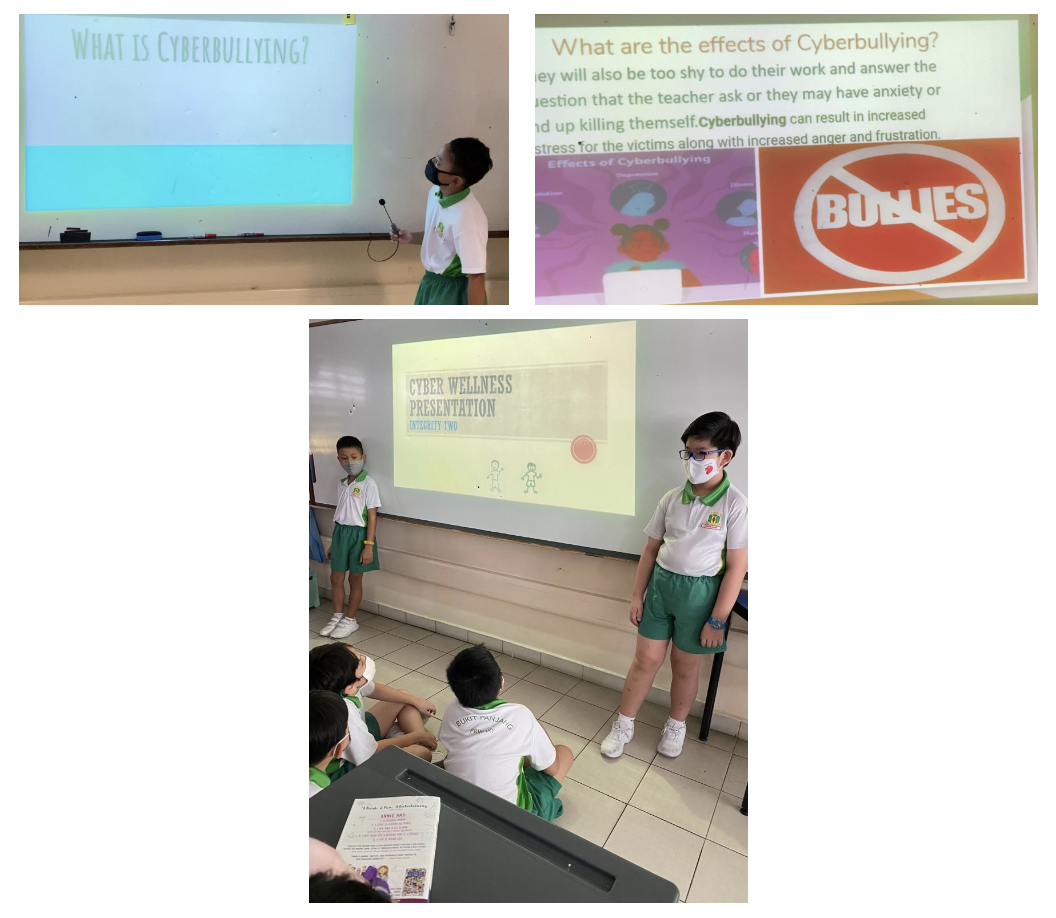 WHAT IS CYBERBULLYING?
What are the effects of Cyberbullying?
ey will also be too shy to do their work and answer the
uestion that the teacher ask or they may have anxiety or
nd up killing themself.Cyberbullying can result in increased
stress for the victims along with increased anger and frustration.
Effects of Cyberbullying
Depression
BULLIES
CYBER WELLNESS
PRESENTATION
INTEGRITY TWO
BUKIT PANJANG